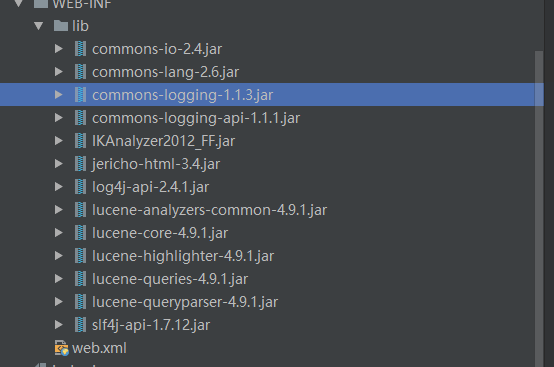 WEB-INF
lib
commons-io-2.4.jar
commons-lang-2.6.jar
commons-logging-1.1.3.jar
commons-logging-api-1.1.1.jar
IKAnalyzer2012_FF.jar
jericho-html-3.4.jar
log4j-api-2.4.1.jar
lucene-analyzers-common-4.9.1.jar
lucene-core-4.9.1.jar
lucene-highlighter-4.9.1.jar
lucene-queries-4.9.1.jar
lucene-queryparser-4.9.1.jar
slf4j-api-1.7.12.jar
web.xml